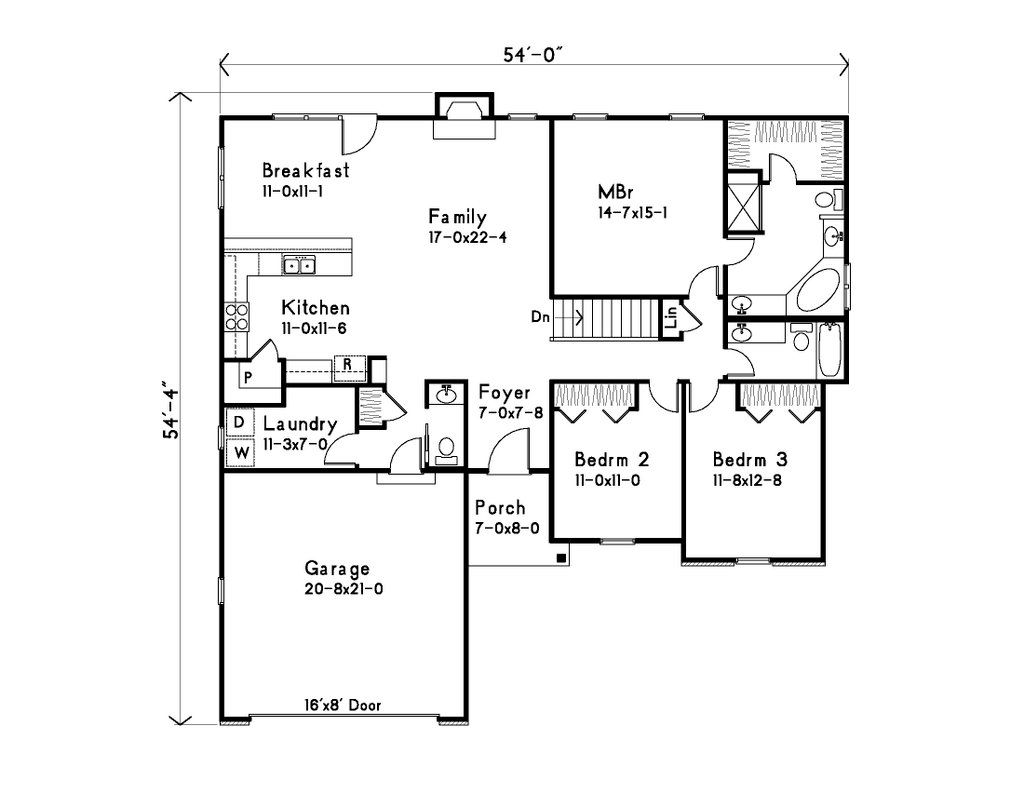 54'-0"
54'-4"
Breakfast
11-0x11-1
MBr
14-7x15-1
Family
17-0x22-4
Kitchen
11-0x11-6
Dn
Lin
R
P
Foyer
7-0x7-8
D
W
Laundry
11-3x7-0
Bedrm 2
11-0x11-0
Bedrm 3
11-8x12-8
Porch
7-0x8-0
Garage
20-8x21-0
16'x8' Door